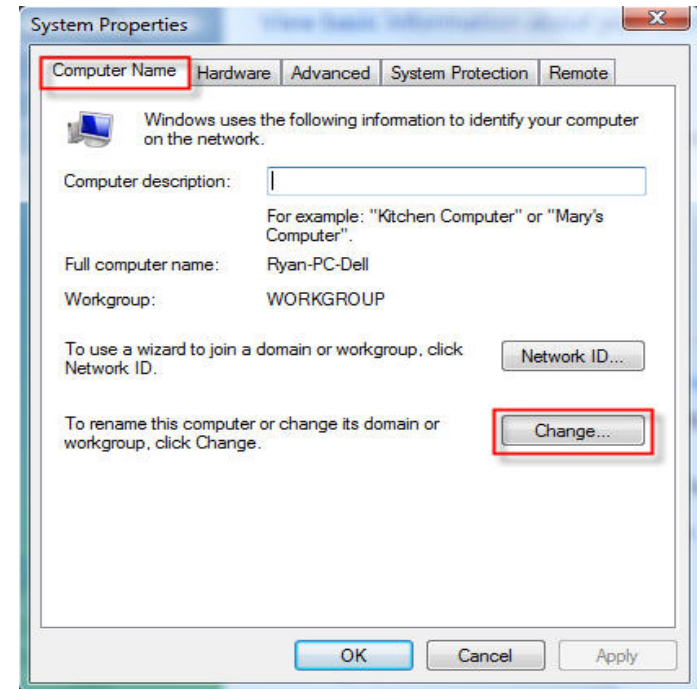 System Properties
Computer Name Hardware Advanced System Protection Remote
Windows uses the following information to identify your computer
on the network.
Computer description:
For example: "Kitchen Computer" or "Mary's
Computer".
Full computer name: Ryan-PC-Dell
Workgroup: WORKGROUP
To use a wizard to join a domain or workgroup, click
Network ID.
Network ID...
To rename this computer or change its domain or
workgroup, click Change.
Change...
OK Cancel Apply